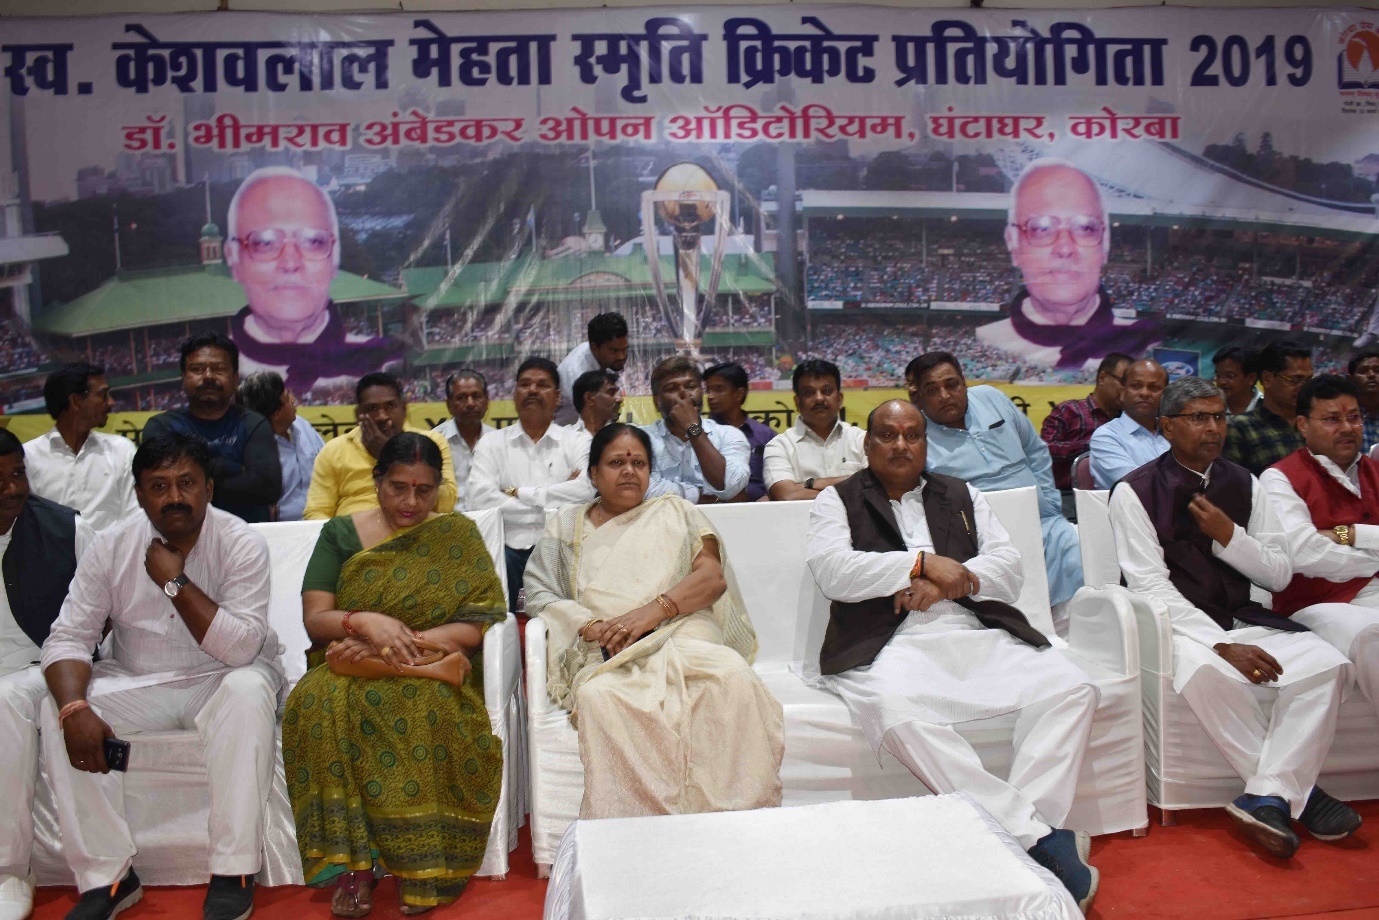 स्व. केशवलाल मेहता स्मृति क्रिकेट प्रतियोगिता 2019
डॉ. भीमराव अंबेडकर ओपन ऑडिटोरियम, घंटाघर, कोरबा